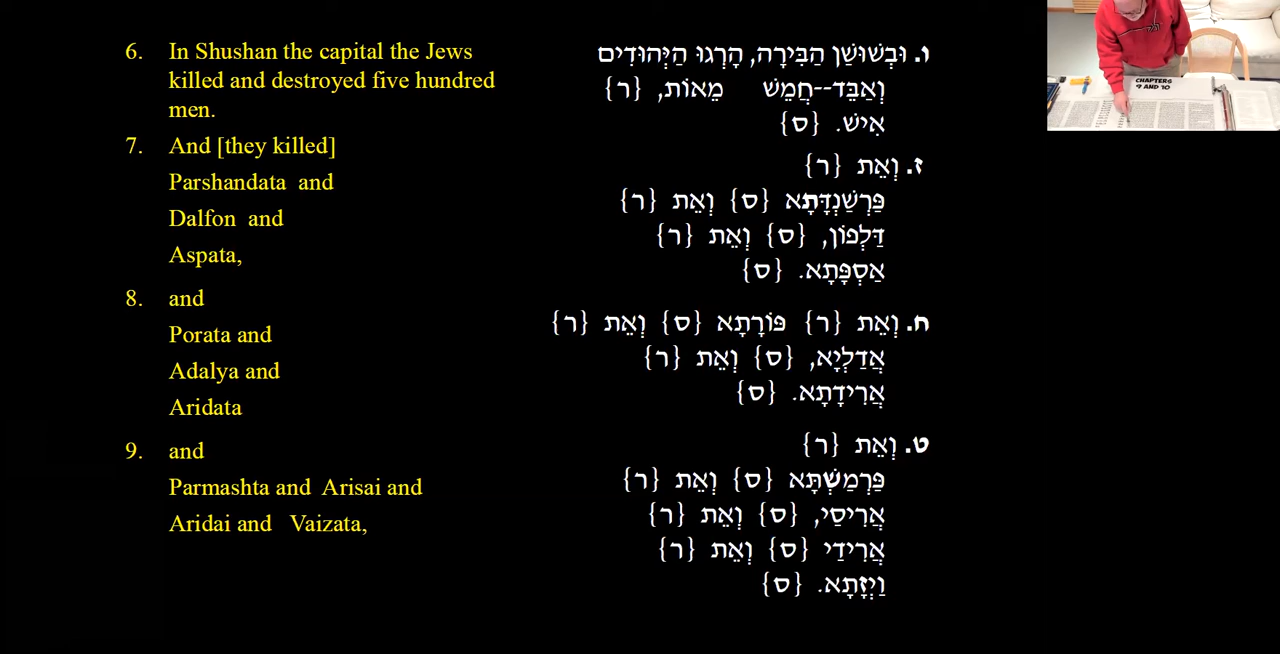 6. In Shushan the capital the Jews
killed and destroyed five hundred
men.
7. And [they killed]
Parshandata and
Dalfon and
Aspata,
8. and
Porata and
Adalya and
Aridata
9. and
Parmashta and Arisai and
Aridai and Vaizata,
ו. וּבְשׁוּשַׁן הַבִּירָה, הָרְגוּ הַיְּהוּדִים
וְאַבֵּד--חֲמֵשׁ מֵאוֹת, {ר}
אִישׁ. {ס}
ז. וְאֵת {ר}
פַּרְשַׁנְדָּתָא {ס} וְאֵת {ר}
דַּלְפוֹן, {ס} וְאֵת {ר}
אַסְפָּתָא. {ס}
ח. וְאֵת {ר} פּוֹרָתָא {ס} וְאֵת {ר}
אֲדַלְיָא, {ס} וְאֵת {ר}
אֲרִידָתָא. {ס}
ט. וְאֵת {ר}
פַּרְמַשְׁתָּא {ס} וְאֵת {ר}
אֲרִיסַי, {ס} וְאֵת {ר}
אֲרִידַי {ס} וְאֵת {ר}
וַיְזָתָא. {ס}
CHAPTERS
9 AND 10